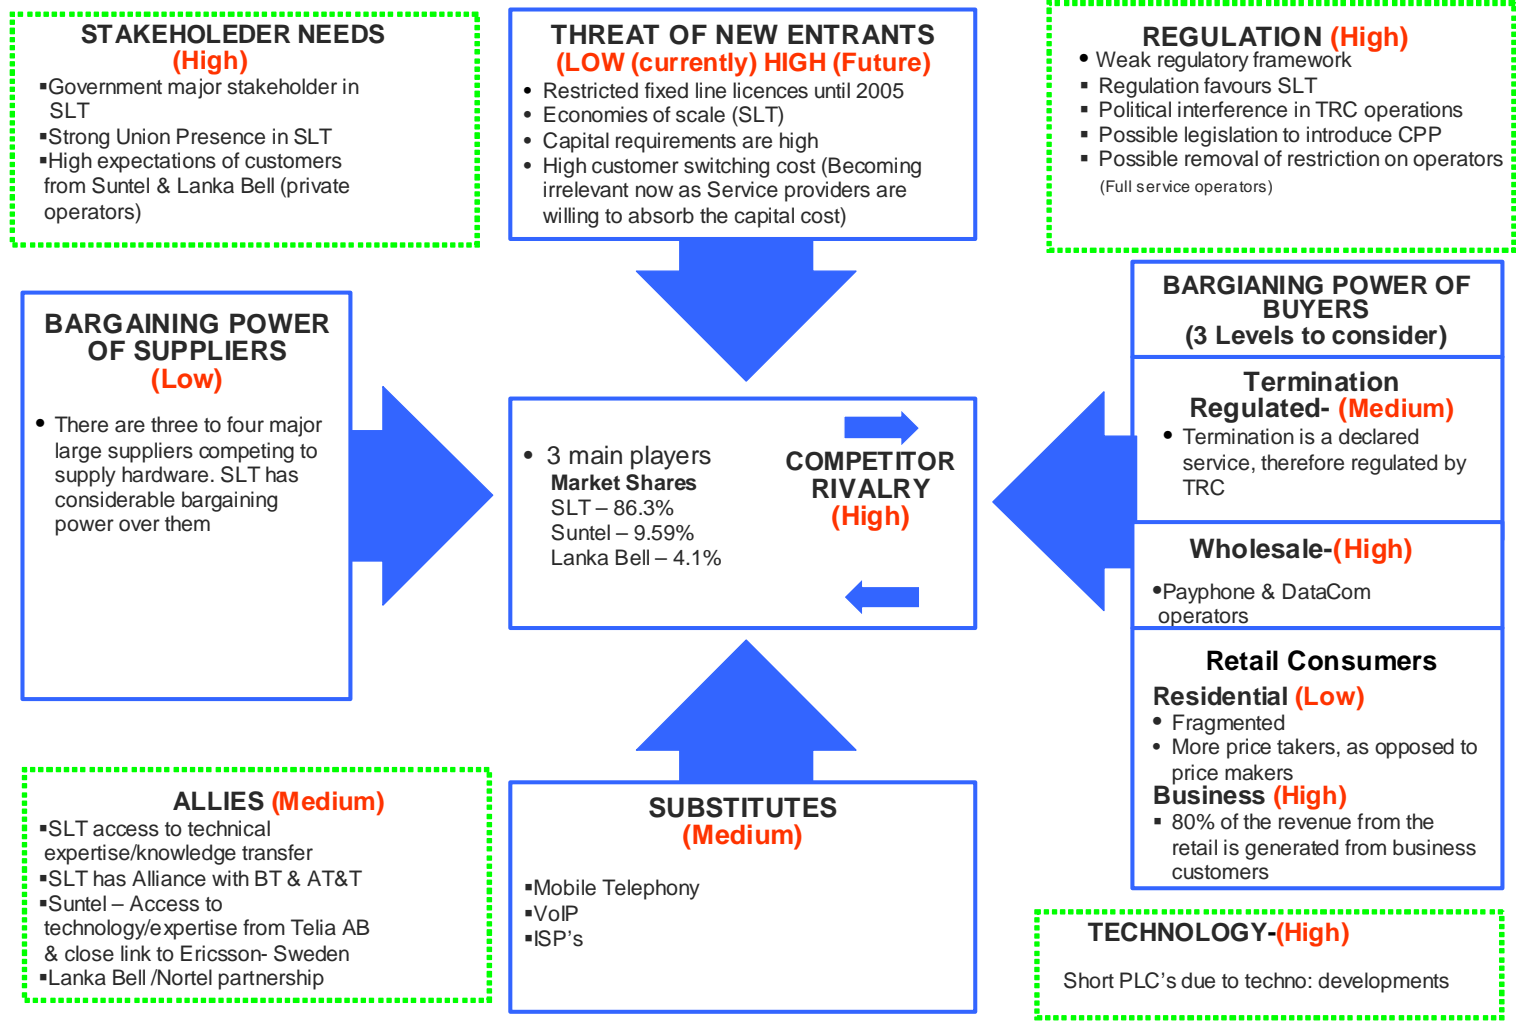 STAKEHOLEDER NEEDS
(High)
▪Government major stakeholder in
SLT
▪Strong Union Presence in SLT
▪High expectations of customers
from Suntel & Lanka Bell (private
operators)
THREAT OF NEW ENTRANTS
(LOW (currently) HIGH (Future)
• Restricted fixed line licences until 2005
• Economies of scale (SLT)
• Capital requirements are high
• High customer switching cost (Becoming
irrelevant now as Service providers are
willing to absorb the capital cost)
REGULATION (High)
• Weak regulatory framework
▪ Regulation favours SLT
▪ Political interference in TRC operations
▪ Possible legislation to introduce CPP
▪ Possible removal of restriction on operators
(Full service operators)
BARGAINING POWER
OF SUPPLIERS
(Low)
• There are three to four major
large suppliers competing to
supply hardware. SLT has
considerable bargaining
power over them
• 3 main players
Market Shares
SLT – 86.3%
Suntel – 9.59%
Lanka Bell – 4.1%
COMPETITOR
RIVALRY
(High)
BARGIANING POWER OF
BUYERS
(3 Levels to consider)
Termination
Regulated- (Medium)
• Termination is a declared
service, therefore regulated by
TRC
Wholesale-(High)
•Payphone & DataCom
operators
Retail Consumers
Residential (Low)
• Fragmented
• More price takers, as opposed to
price makers
Business (High)
▪ 80% of the revenue from the
retail is generated from business
customers
ALLIES (Medium)
▪SLT access to technical
expertise/knowledge transfer
▪SLT has Alliance with BT & AT&T
▪Suntel – Access to
technology/expertise from Telia AB
& close link to Ericsson- Sweden
▪Lanka Bell /Nortel partnership
SUBSTITUTES
(Medium)
▪Mobile Telephony
▪VoIP
▪ISP's
TECHNOLOGY-(High)
Short PLC's due to techno: developments